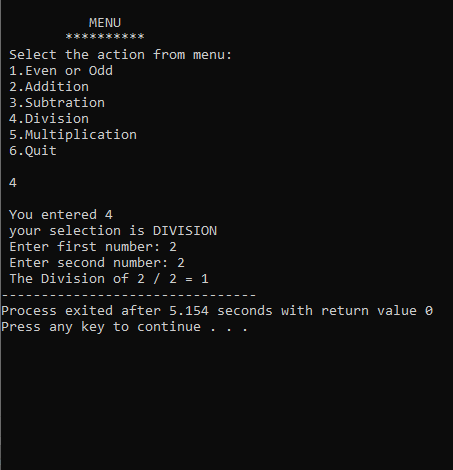 MENU
**********
Select the action from menu:
1.Even or Odd
2.Addition
3.Subtration
4.Division
5.Multiplication
6.Quit
4
You entered 4
your selection is DIVISION
Enter first number: 2
Enter second number: 2
The Division of 2 / 2 = 1
--------------------------------
Process exited after 5.154 seconds with return value 0
Press any key to continue . . .